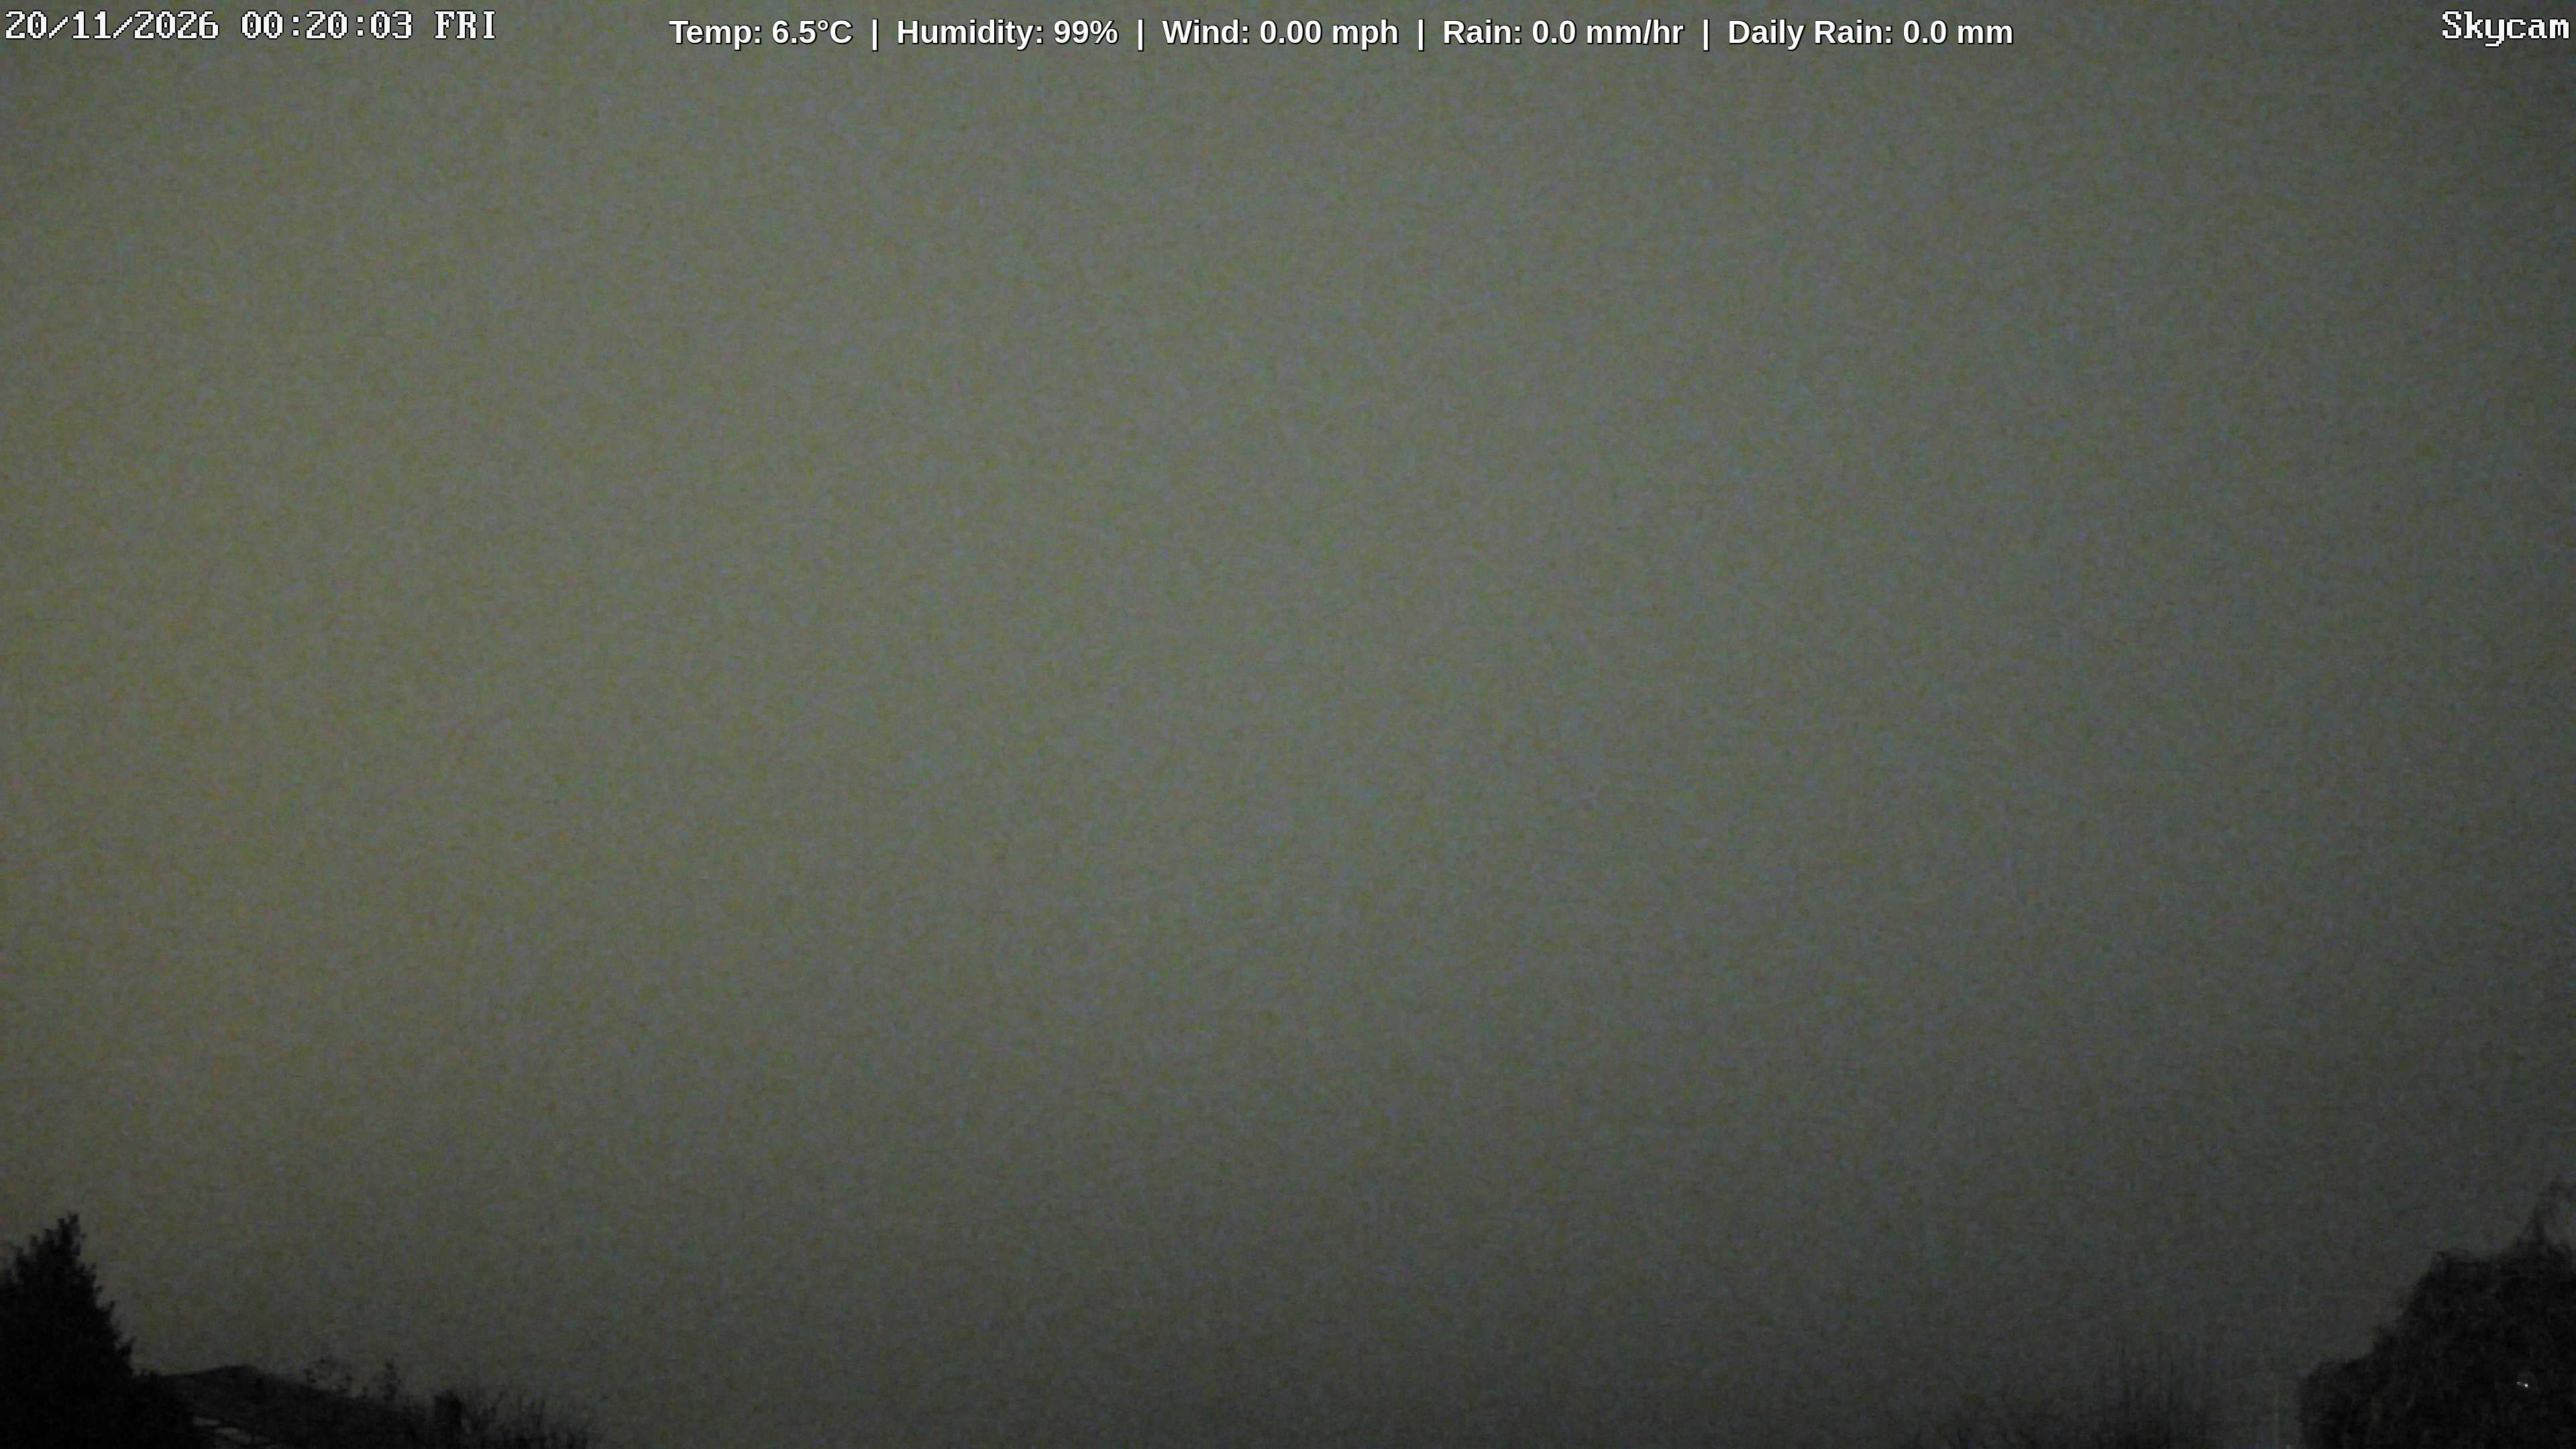 20/11/2026 00:20:03 FRI
Temp: 6.5°C | Humidity: 99% | Wind: 0.00 mph | Rain: 0.0 mm/hr | Daily Rain: 0.0 mm
Skycam